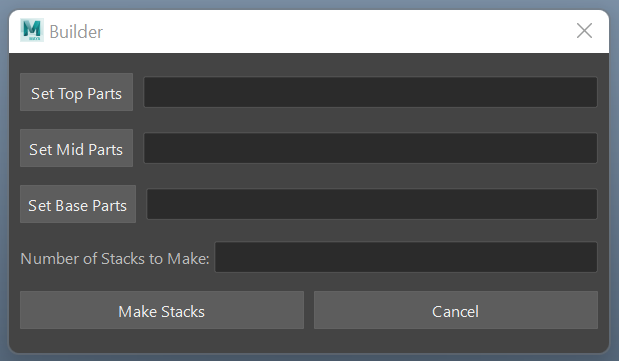 Builder
Set Top Parts
Set Mid Parts
Set Base Parts
Number of Stacks to Make:
Make Stacks
Cancel